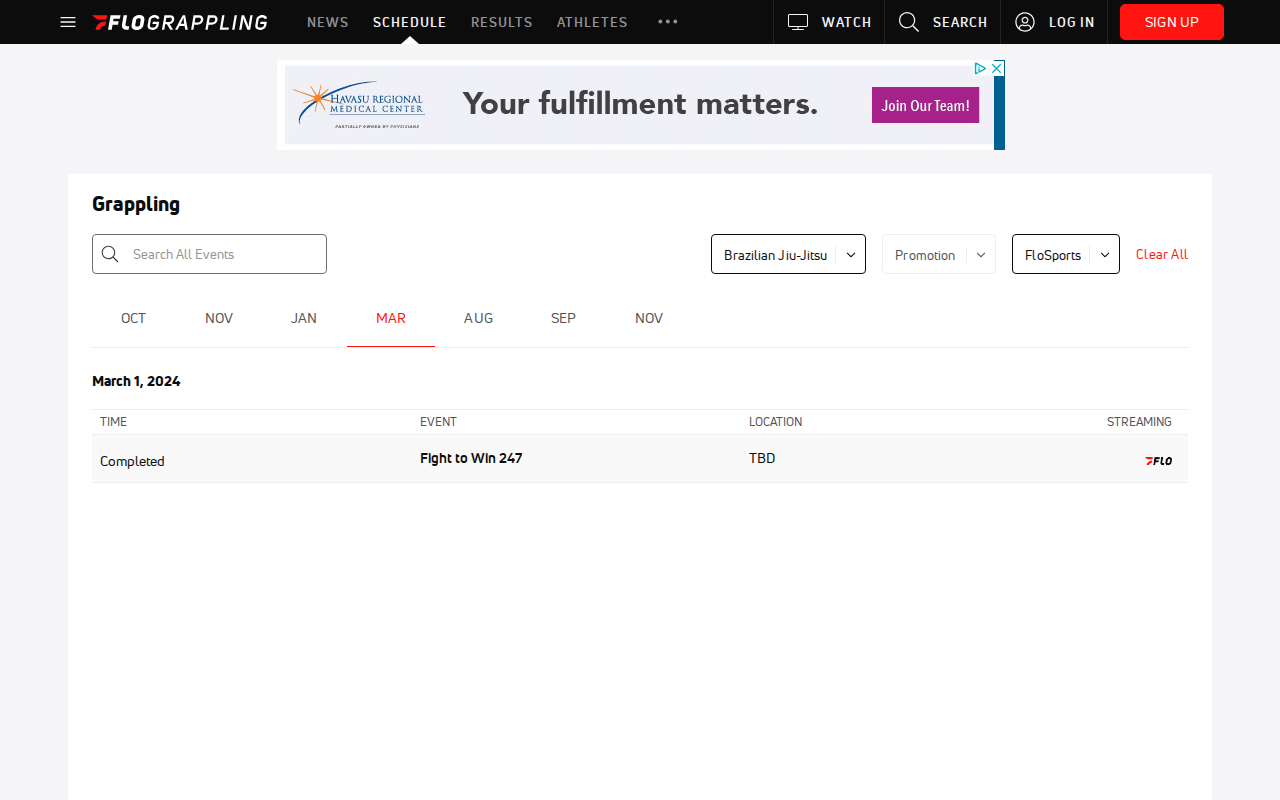 FLOGRAPPLING NEWS SCHEDULE RESULTS ATHLETES WATCH SEARCH LOG IN SIGN UP
HAVASU REGIONAL
MEDICAL CENTER
PARTIALLY OWNED BY PHYSICIANS
Your fulfillment matters.
Join Our Team!
Grappling
Search All Events
Brazilian Jiu-Jitsu
Promotion
FloSports
Clear All
OCT NOV JAN MAR AUG SEP NOV
March 1, 2024
TIME EVENT LOCATION STREAMING
Completed Fight to Win 247 TBD FLO